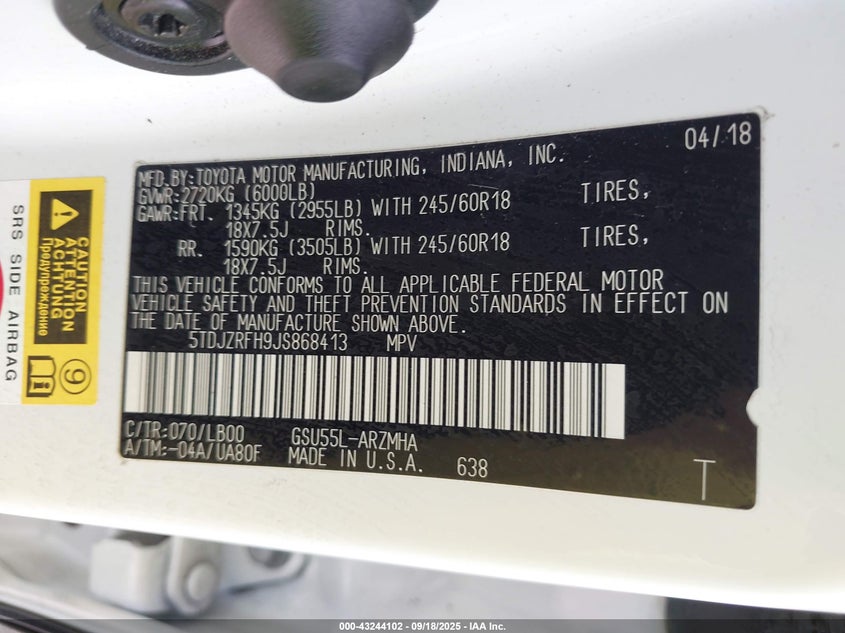 04/18
MFD.BY:TOYOTA MOTOR MANUFACTURING, INDIANA, INC.
GVWR:2720KG (6000LB)
GAWR:FRT. 1345KG (2955LB) WITH 245/60R18 TIRES,
18X7.5J RIMS.
RR. 1590KG (3505LB) WITH 245/60R18 TIRES,
18X7.5J RIMS.
THIS VEHICLE CONFORMS TO ALL APPLICABLE FEDERAL MOTOR
VEHICLE SAFETY AND THEFT PREVENTION STANDARDS IN EFFECT ON
THE DATE OF MANUFACTURE SHOWN ABOVE.
5TDJZRFH9JS868413 MPV
C/TR:070/LB00 GSU55L-ARZMHA
A/TM:-04A/UA80F MADE IN U.S.A. 638
T
SRS SIDE AIRBAG
CAUTION
ATTENTION
ACHTUNG
Предупреждение
9
000-43244102 - 09/18/2025 - IAA Inc.